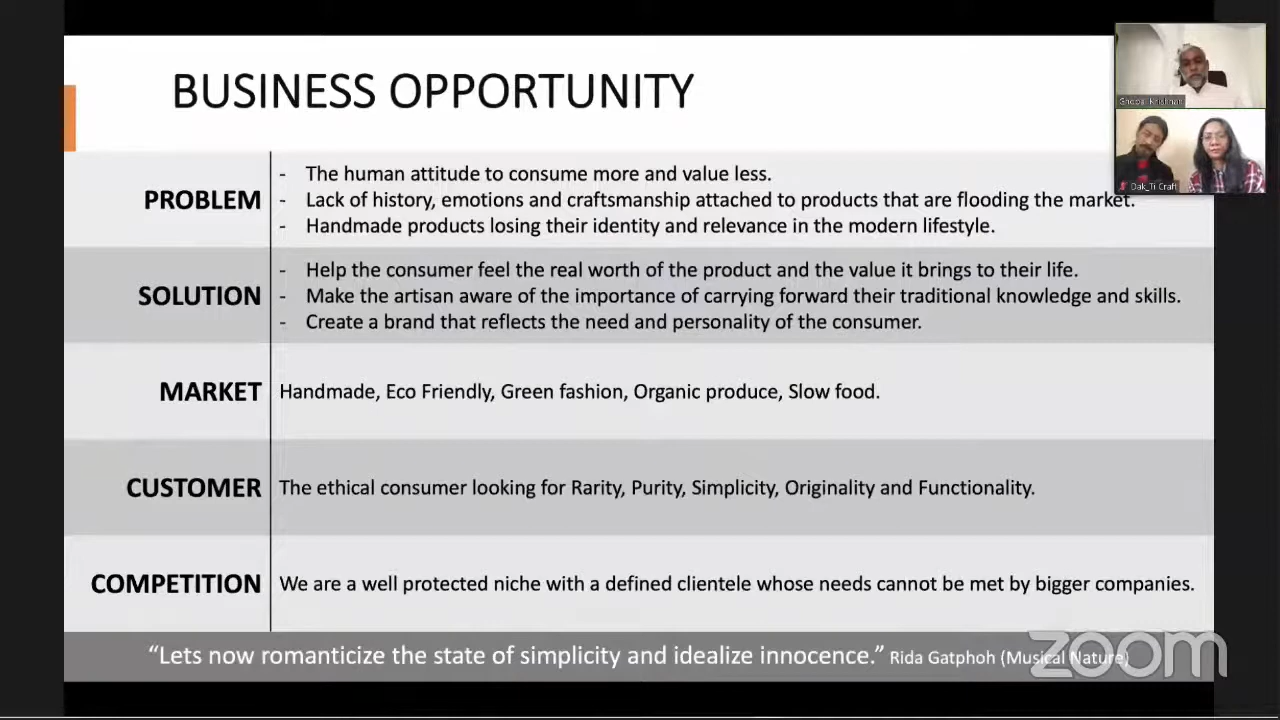 BUSINESS OPPORTUNITY
PROBLEM
- The human attitude to consume more and value less.
- Lack of history, emotions and craftsmanship attached to products that are flooding the market.
- Handmade products losing their identity and relevance in the modern lifestyle.
SOLUTION
- Help the consumer feel the real worth of the product and the value it brings to their life.
- Make the artisan aware of the importance of carrying forward their traditional knowledge and skills.
- Create a brand that reflects the need and personality of the consumer.
MARKET
Handmade, Eco Friendly, Green fashion, Organic produce, Slow food.
CUSTOMER
The ethical consumer looking for Rarity, Purity, Simplicity, Originality and Functionality.
COMPETITION
We are a well protected niche with a defined clientele whose needs cannot be met by bigger companies.
“Lets now romanticize the state of simplicity and idealize innocence.” Rida Gatphoh (Musical Nature)
zoom
Dak_Ti Craft